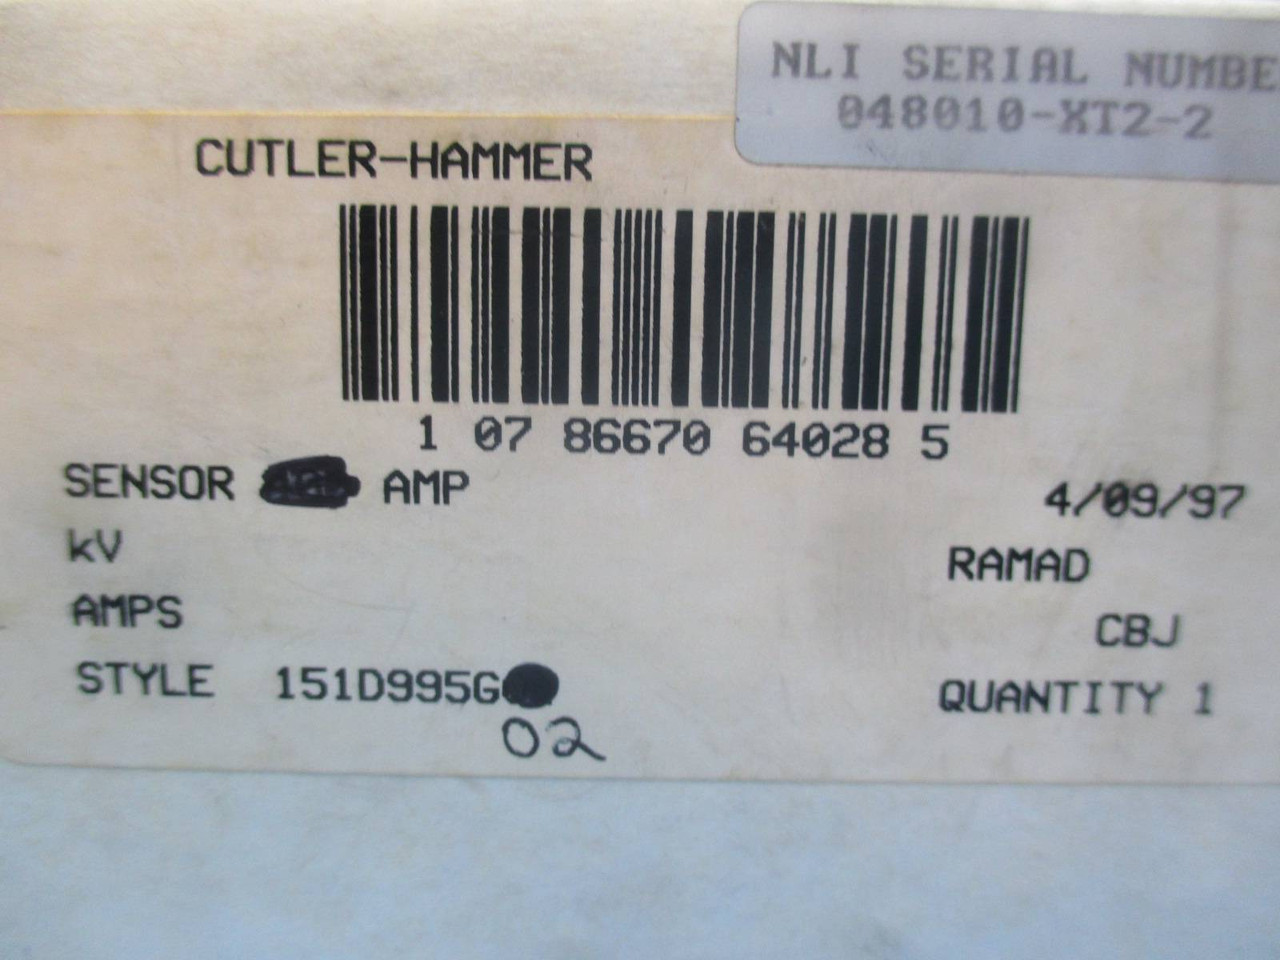 NLI SERIAL NUMBE
048010-XT2-2
CUTLER-HAMMER
1 07 86670 64028 5
SENSOR AMP
4/09/97
kV
RAMAD
AMPS
CBJ
STYLE 151D995G
QUANTITY 1
02